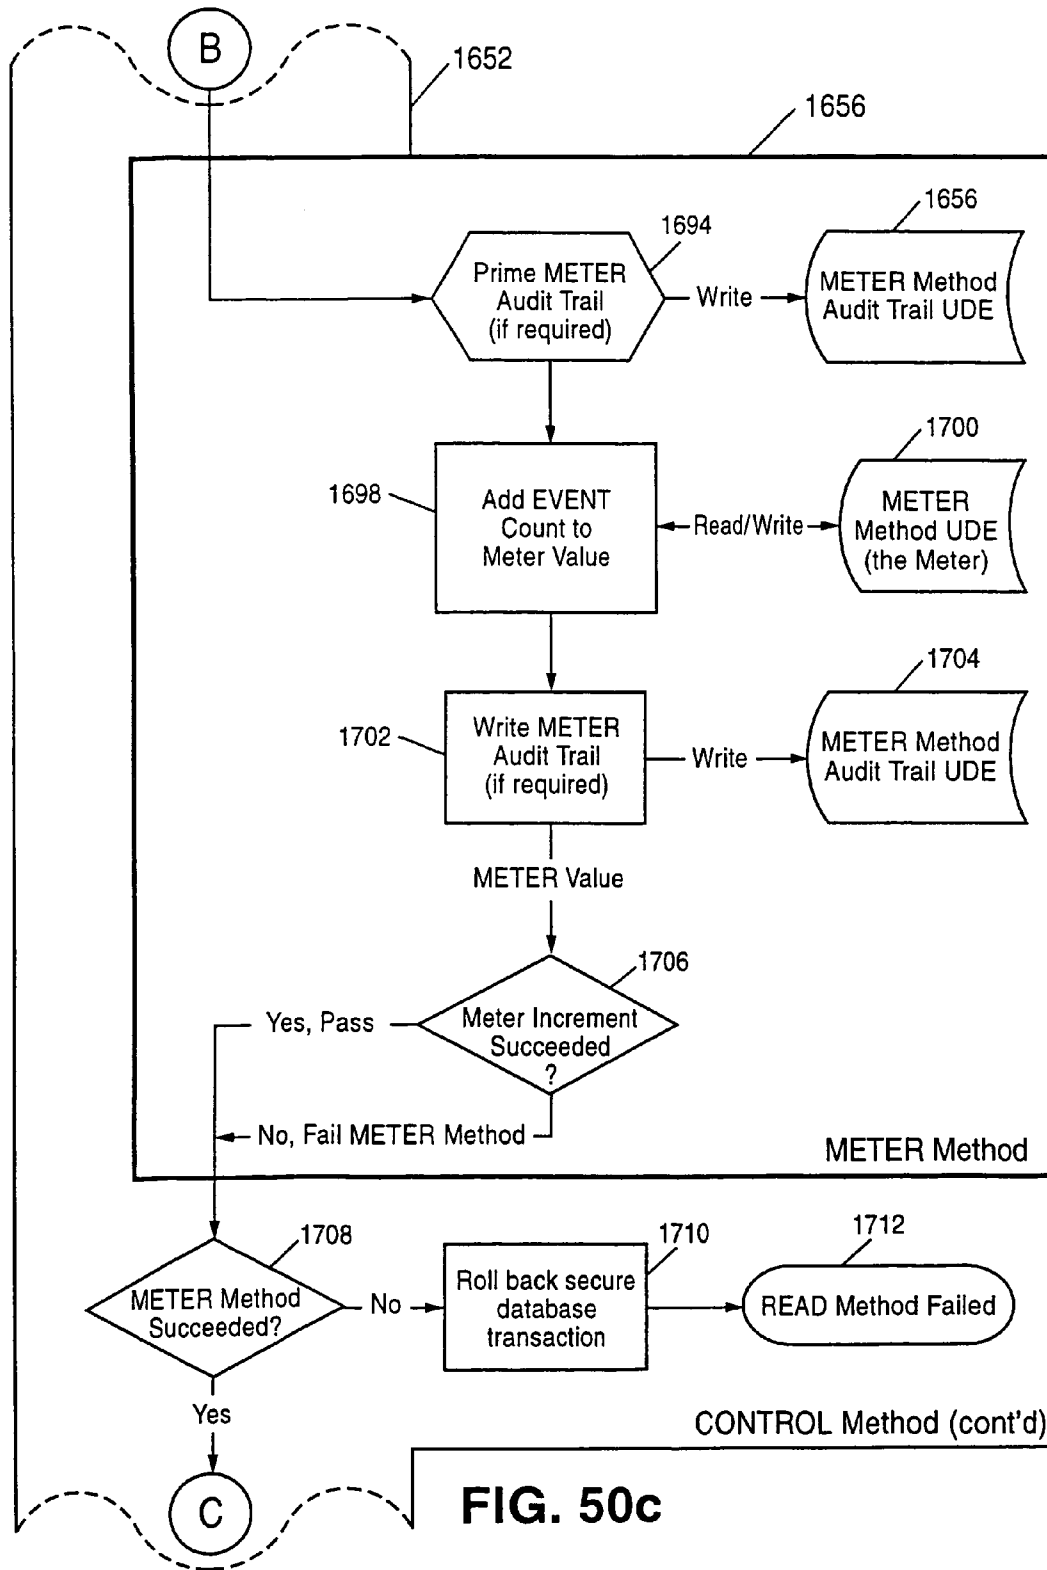 B
1652
1656
1694
Prime METER
Audit Trail
(if required)
Write
1656
METER Method
Audit Trail UDE
1698
Add EVENT
Count to
Meter Value
Read/Write
1700
METER
Method UDE
(the Meter)
1702
Write METER
Audit Trail
(if required)
Write
1704
METER Method
Audit Trail UDE
METER Value
1706
Meter Increment
Succeeded
?
Yes, Pass
No, Fail METER Method
METER Method
1708
METER Method
Succeeded?
No
1710
Roll back secure
database
transaction
1712
READ Method Failed
Yes
CONTROL Method (cont'd)
C
FIG. 50c